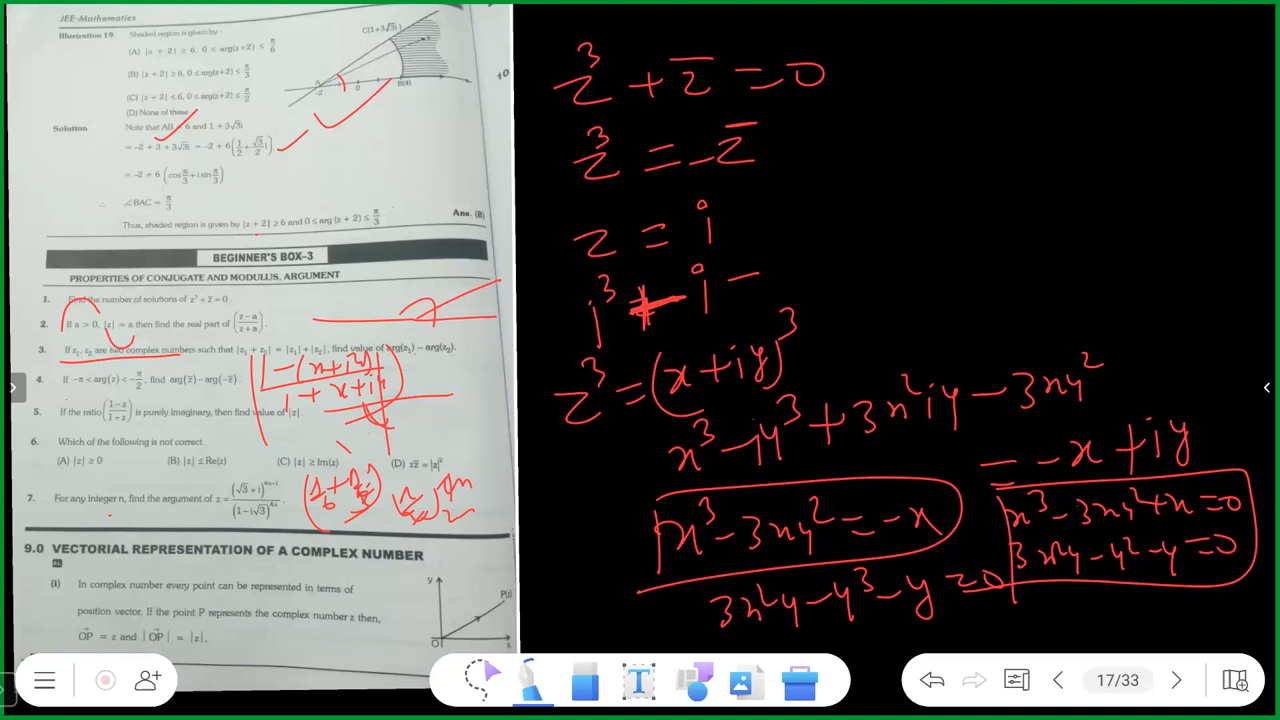 JEE-Mathematics
Illustration 19. Shaded region is given by
(A) |z + 2| ≥ 6, 0 ≤ arg(z+2) ≤ π/6
(B) |z + 2| ≥ 6, 0 ≤ arg(z+2) ≤ π/3
(C) |z + 2| ≤ 6, 0 ≤ arg(z+2) ≤ π/2
(D) None of these
C(1+3√3i)
A
-2
0
B(4)
10
Solution Note that AB = 6 and 1 + 3√3i
= -2 + 3 + 3√3i = -2 + 6(1/2 + √3/2 i)
= -2 + 6 (cos π/3 + i sin π/3)
∴ ∠BAC = π/3
Thus, shaded region is given by |z + 2| ≥ 6 and 0 ≤ arg (z + 2) ≤ π/3
Ans. (B)
BEGINNER'S BOX-3
PROPERTIES OF CONJUGATE AND MODULUS, ARGUMENT
1. Find the number of solutions of z³ + z̄ = 0.
2. If a > 0, |z| = a then find the real part of (z-a/z+a).
3. If z₁, z₂ are two complex numbers such that |z₁ + z₂| = |z₁| + |z₂|, find value of arg(z₁) – arg(z₂).
4. If -π < arg(z) < -π/2, find arg(z̄) – arg(-z̄).
5. If the ratio (1-z/1+z) is purely imaginary, then find value of |z|.
6. Which of the following is not correct.
(A) |z| ≥ 0 (B) |z| ≤ Re(z) (C) |z| ≥ Im(z) (D) zz̄ = |z|²
7. For any integer n, find the argument of z = (√3 + i)⁴ⁿ⁺¹/(1-i√3)⁴ⁿ.
9.0 VECTORIAL REPRESENTATION OF A COMPLEX NUMBER
(i) In complex number every point can be represented in terms of
position vector. If the point P represents the complex number z then,
OP = z and |OP| = |z|.
y
P(z)
O
x
z³ + z̄ = 0
z³ = -z̄
z = i
i³ + i =
z³ = (x + iy)³
x³ - iy³ + 3x²iy - 3xy²
= -x + iy
x³ - 3xy² = -x
3x²y - y³ - y = 0
x³ - 3xy² + x = 0
3x²y - y² - y = 0
T
17/33